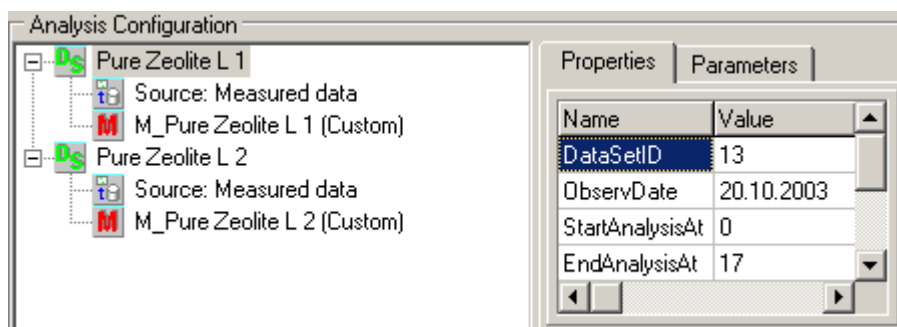 Analysis Configuration
Pure Zeolite L 1
Source: Measured data
M_Pure Zeolite L 1 (Custom)
Pure Zeolite L 2
Source: Measured data
M_Pure Zeolite L 2 (Custom)
Properties Parameters
Name Value
DataSetID 13
ObservDate 20.10.2003
StartAnalysisAt 0
EndAnalysisAt 17